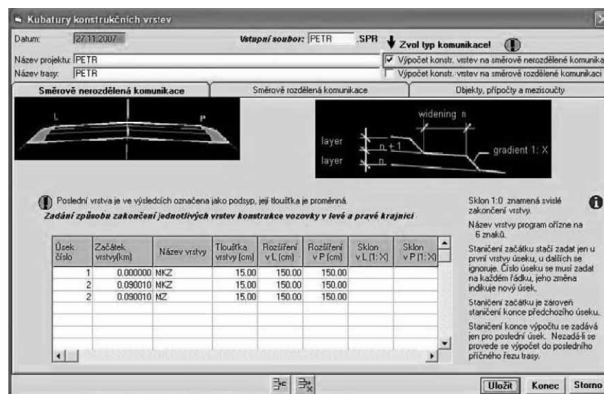 Kubatury konstrukčních vrstev
Datum: 27.11.2007 Vstupní soubor: PETR .SPR Zvol typ komunikace!
Název projektu PETR
Výpočet konstr. vrstev na směrově nerozdělené komunika
Název trasy: PETR
Výpočet konstr. vrstev na směrově rozdělené komunikaci
Směrově nerozdělená komunikace Směrově rozdělená komunikace Objekty, přípočty a mezisoučty
L P
widening n
layer n + 1
gradient 1: X
layer n
Poslední vrstva je ve výsledcích označena jako podsyp, její tloušťka je proměnná.
Zadání způsobu zakončení jednotlivých vrstev konstrukce vozovky v levé a pravé krajnici
Úsek číslo Začátek vrstvy(km) Název vrstvy Tloušťka vrstvy (cm) Rozšíření v L (cm) Rozšíření v P (cm) Sklon v L (1: X) Sklon v P (1: X)
1 0.000000 MKZ 15.00 150.00 150.00
2 0.090010 MKZ 15.00 150.00 150.00
2 0.090010 MZ 15.00 150.00 150.00
Sklon 1:0 znamená svislé
zakončení vrstvy.
Název vrstvy program ořízne na
6 znaků.
Staničení začátku stačí zadat jen u
první vrstvy úseku, u dalších se
ignoruje. Číslo úseku se musí zadat
na každém řádku, jeho změna
indikuje nový úsek.
Staničení začátku je zároveň
staničení konce předchozího úseku.
Staničení konce výpočtu se zadává
jen pro poslední úsek. Nezadá-li se
provede se výpočet do posledního
příčného řezu trasy.
Uložit Konec Storno